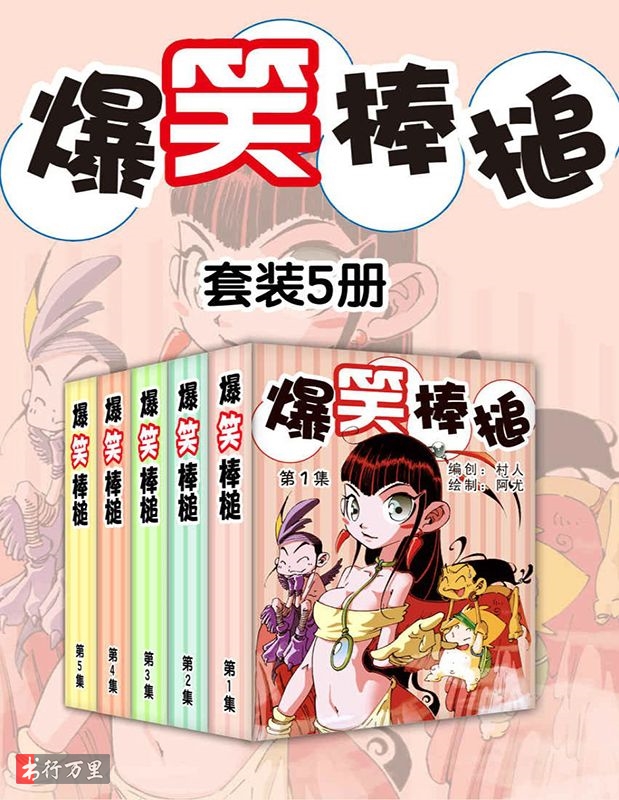 爆笑棒槌
套装5册
爆笑棒槌
第5集
爆笑棒槌
第4集
爆笑棒槌
第3集
爆笑棒槌
第2集
爆笑棒槌
第1集
爆笑棒槌
第1集
编创：村人
绘制：阿尤
书行万里